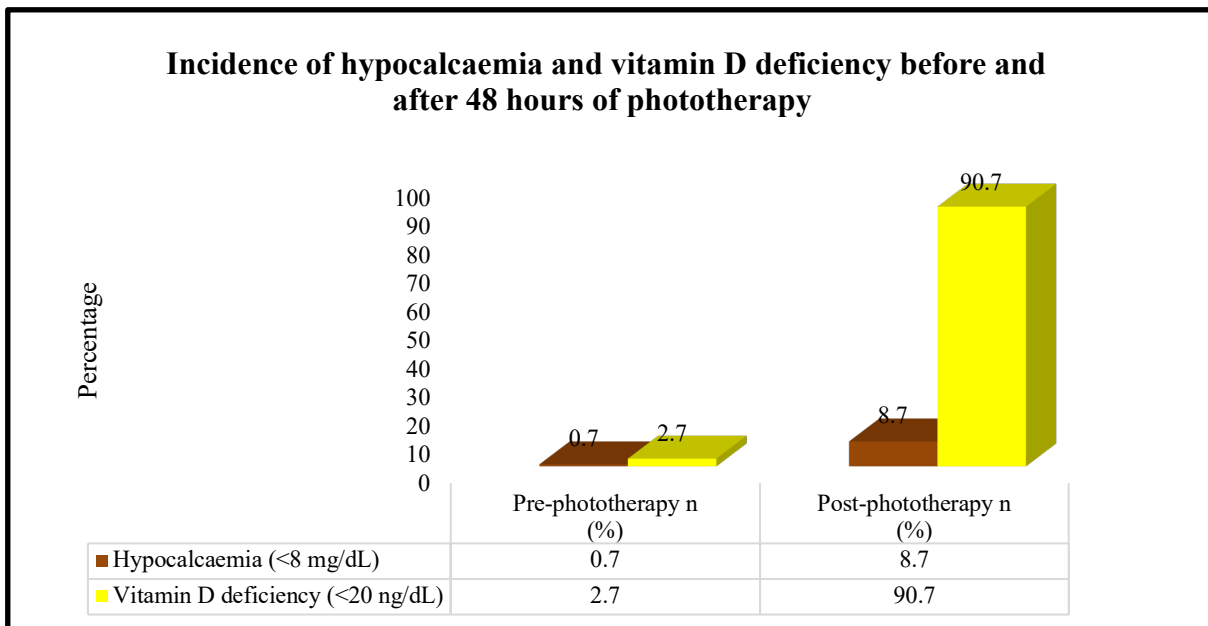 Incidence of hypocalcaemia and vitamin D deficiency before and
after 48 hours of phototherapy
Percentage
100
90
80
70
60
50
40
30
20
10
0
0.7
2.7
8.7
90.7
Pre-phototherapy n
(%)
Post-phototherapy n
(%)
Hypocalcaemia (<8 mg/dL) 0.7 8.7
Vitamin D deficiency (<20 ng/dL) 2.7 90.7